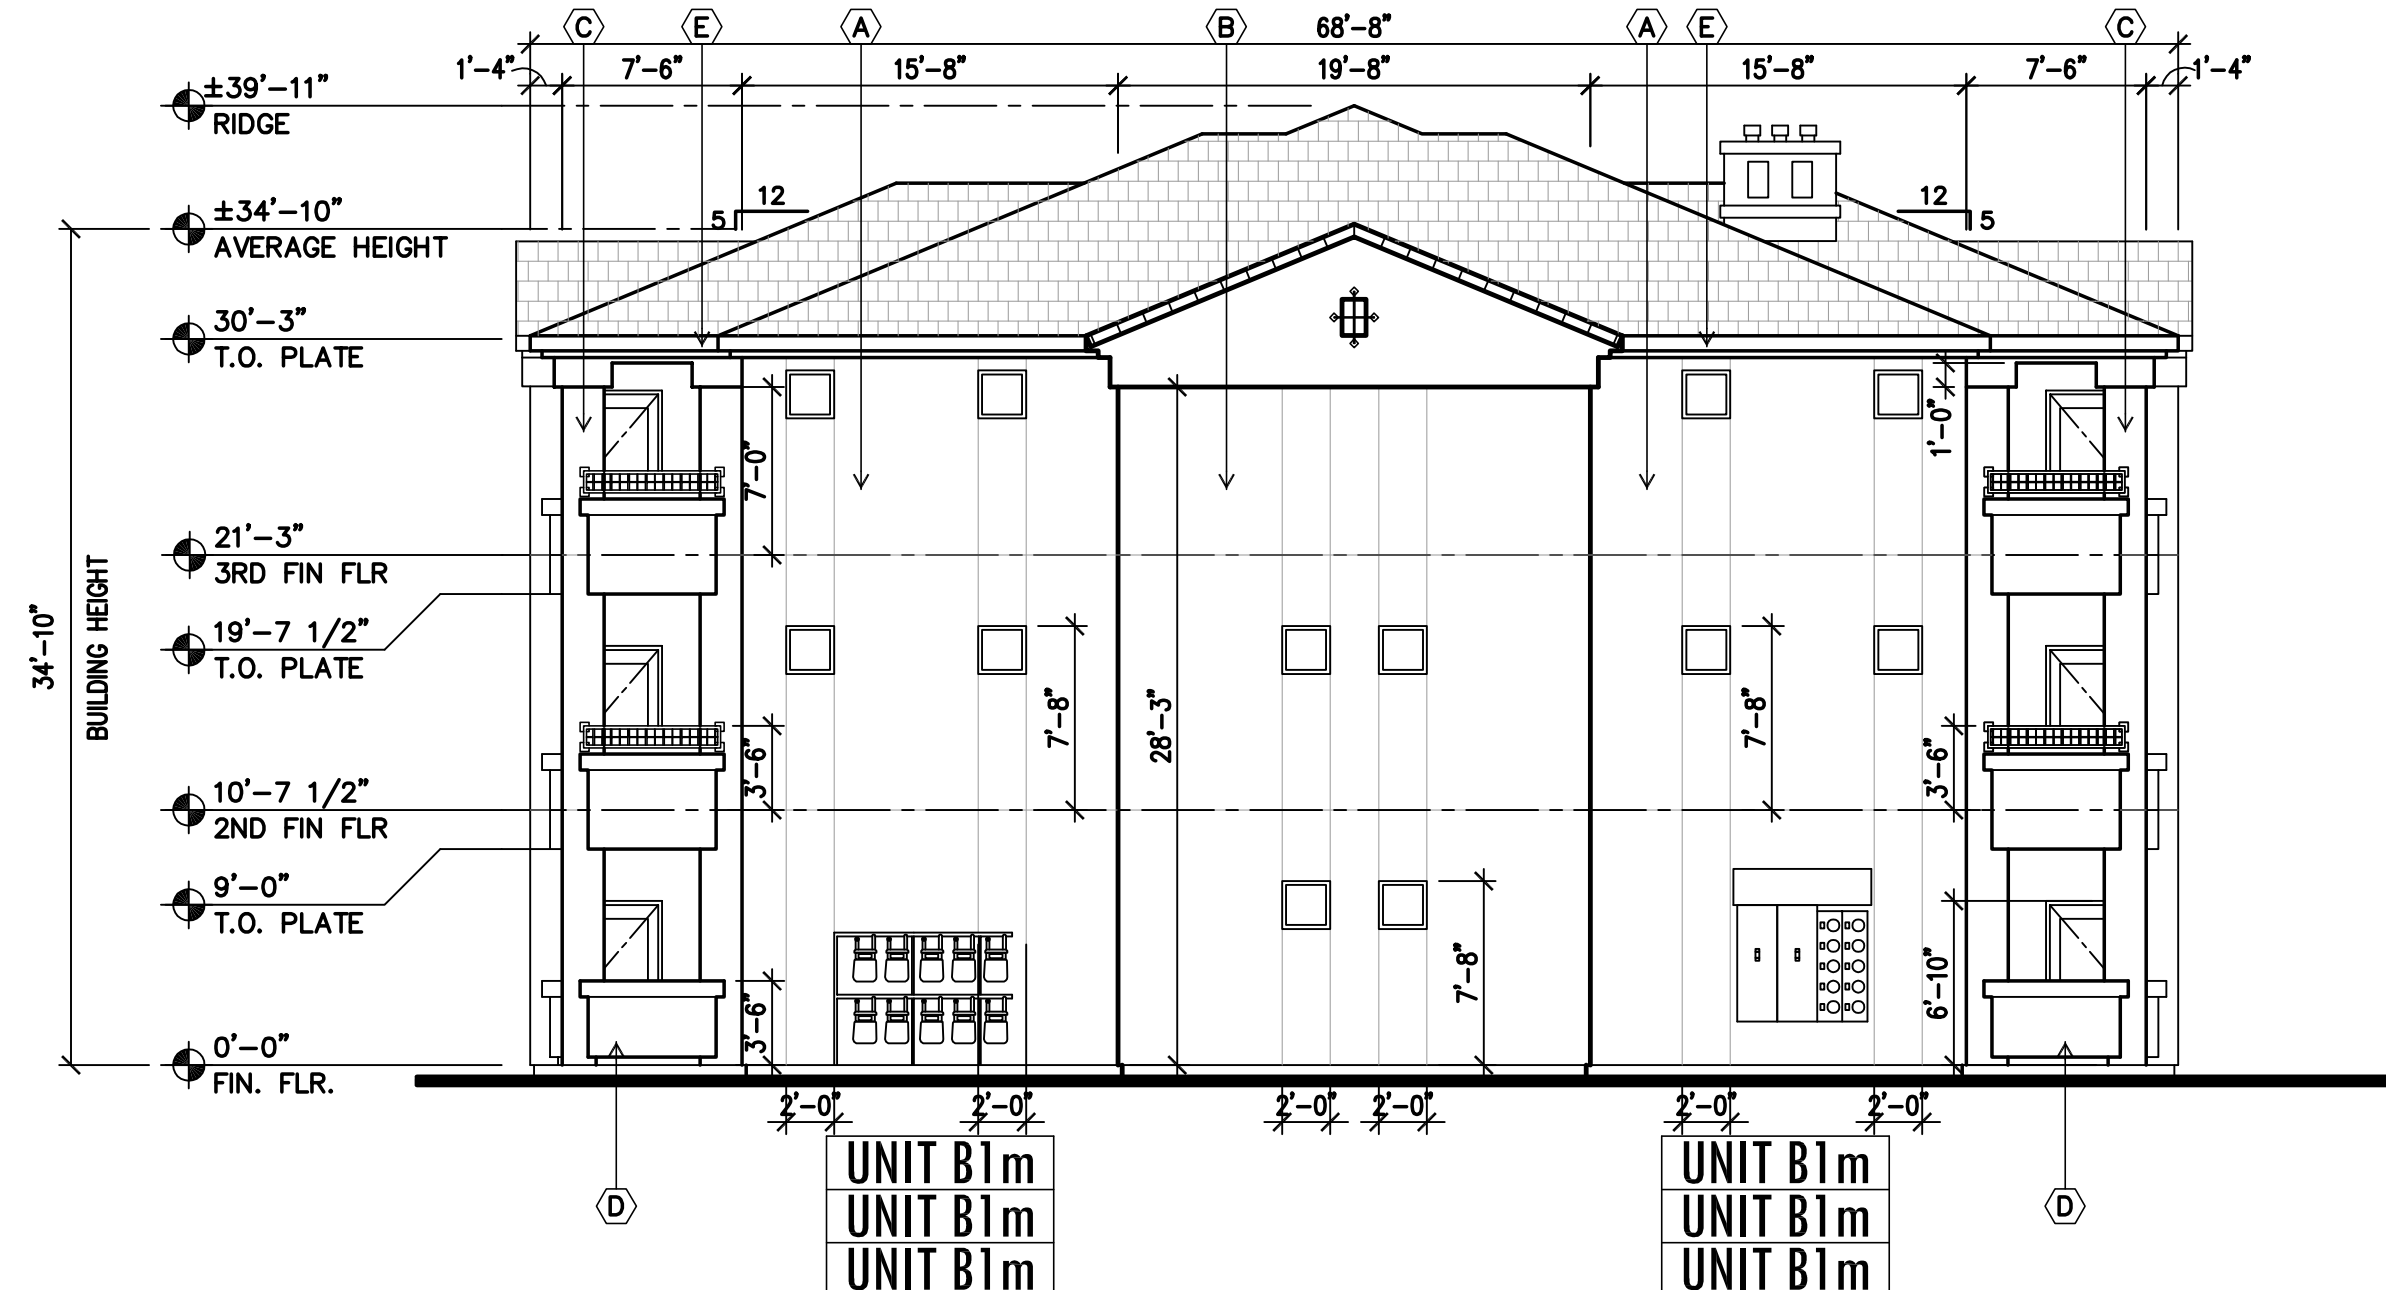 C E A B 68'-8" A E C
1'-4" 7'-6" 15'-8" 19'-8" 15'-8" 7'-6" 1'-4"
±39'-11"
RIDGE
12 12
±34'-10" 5 5
AVERAGE HEIGHT
30'-3"
T.O. PLATE
1'-0"
7'-0"
21'-3"
3RD FIN FLR
19'-7 1/2"
T.O. PLATE
34'-10"
BUILDING HEIGHT
7'-8" 28'-3" 7'-8"
3'-6" 3'-6"
10'-7 1/2"
2ND FIN FLR
9'-0"
T.O. PLATE
7'-8" 6'-10"
3'-6"
0'-0"
FIN. FLR.
2'-0" 2'-0" 2'-0" 2'-0" 2'-0" 2'-0"
UNIT B1m UNIT B1m
D UNIT B1m UNIT B1m D
UNIT B1m UNIT B1m